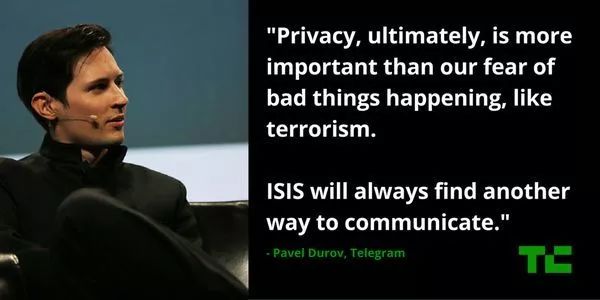 "Privacy, ultimately, is more
important than our fear of
bad things happening, like
terrorism.
ISIS will always find another
way to communicate."
- Pavel Durov, Telegram
TC